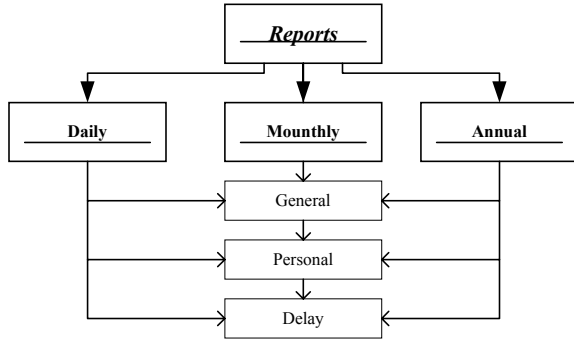 Reports
Daily
Mounthly
Annual
General
Personal
Delay